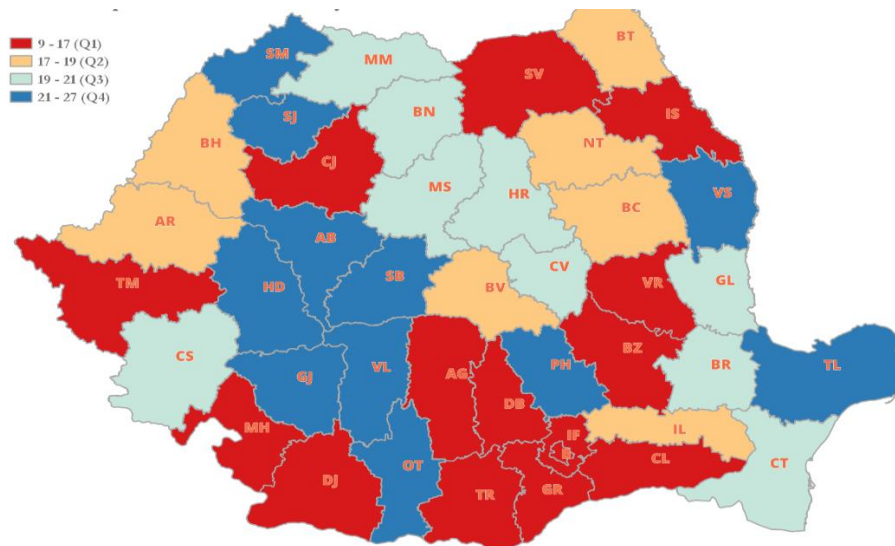 9 - 17 (Q1)
17 - 19 (Q2)
19 - 21 (Q3)
21 - 27 (Q4)
BT
SM
MM
SV
SJ
BN
IS
BH
CJ
NT
MS
HR
VS
AR
BC
AB
CV
TM
HD
SB
BV
VR
GL
CS
BZ
GJ
VL
AG
PH
BR
TL
DB
MH
IF
IL
OT
CL
CT
DJ
TR
GR